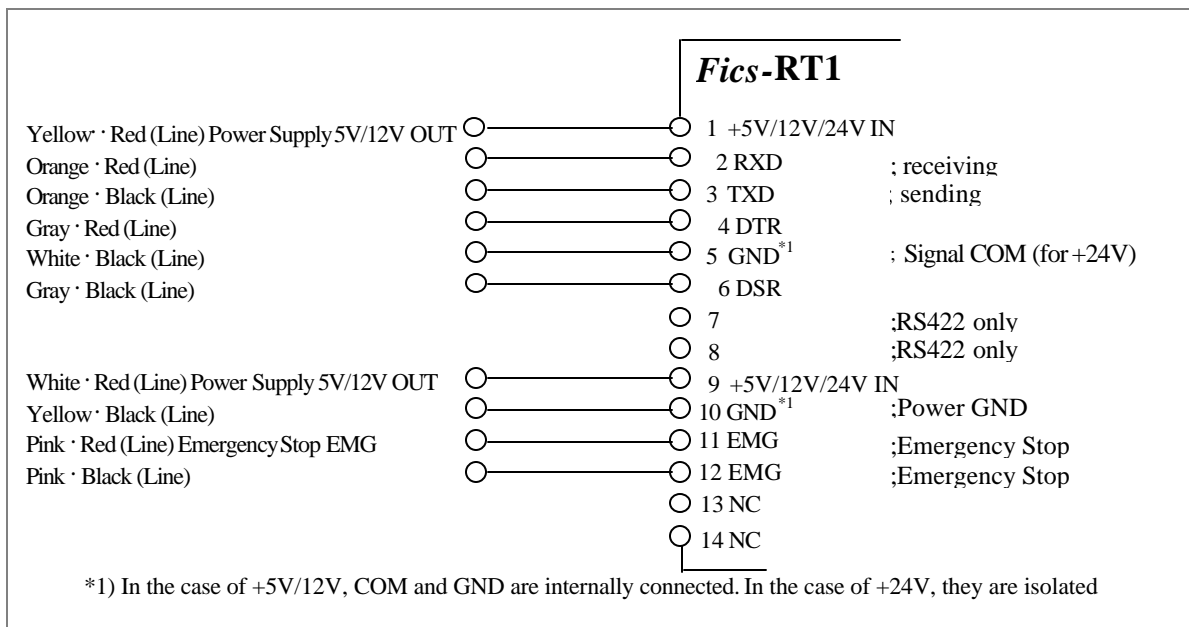 Fics-RT1
Yellow · Red (Line) Power Supply 5V/12V OUT 1 +5V/12V/24V IN
Orange · Red (Line) 2 RXD ; receiving
Orange · Black (Line) 3 TXD ; sending
Gray · Red (Line) 4 DTR
White · Black (Line) 5 GND*1 ; Signal COM (for +24V)
Gray · Black (Line) 6 DSR
7 ;RS422 only
8 ;RS422 only
White · Red (Line) Power Supply 5V/12V OUT 9 +5V/12V/24V IN
Yellow · Black (Line) 10 GND*1 ;Power GND
Pink · Red (Line) Emergency Stop EMG 11 EMG ;Emergency Stop
Pink · Black (Line) 12 EMG ;Emergency Stop
13 NC
14 NC
*1) In the case of +5V/12V, COM and GND are internally connected. In the case of +24V, they are isolated